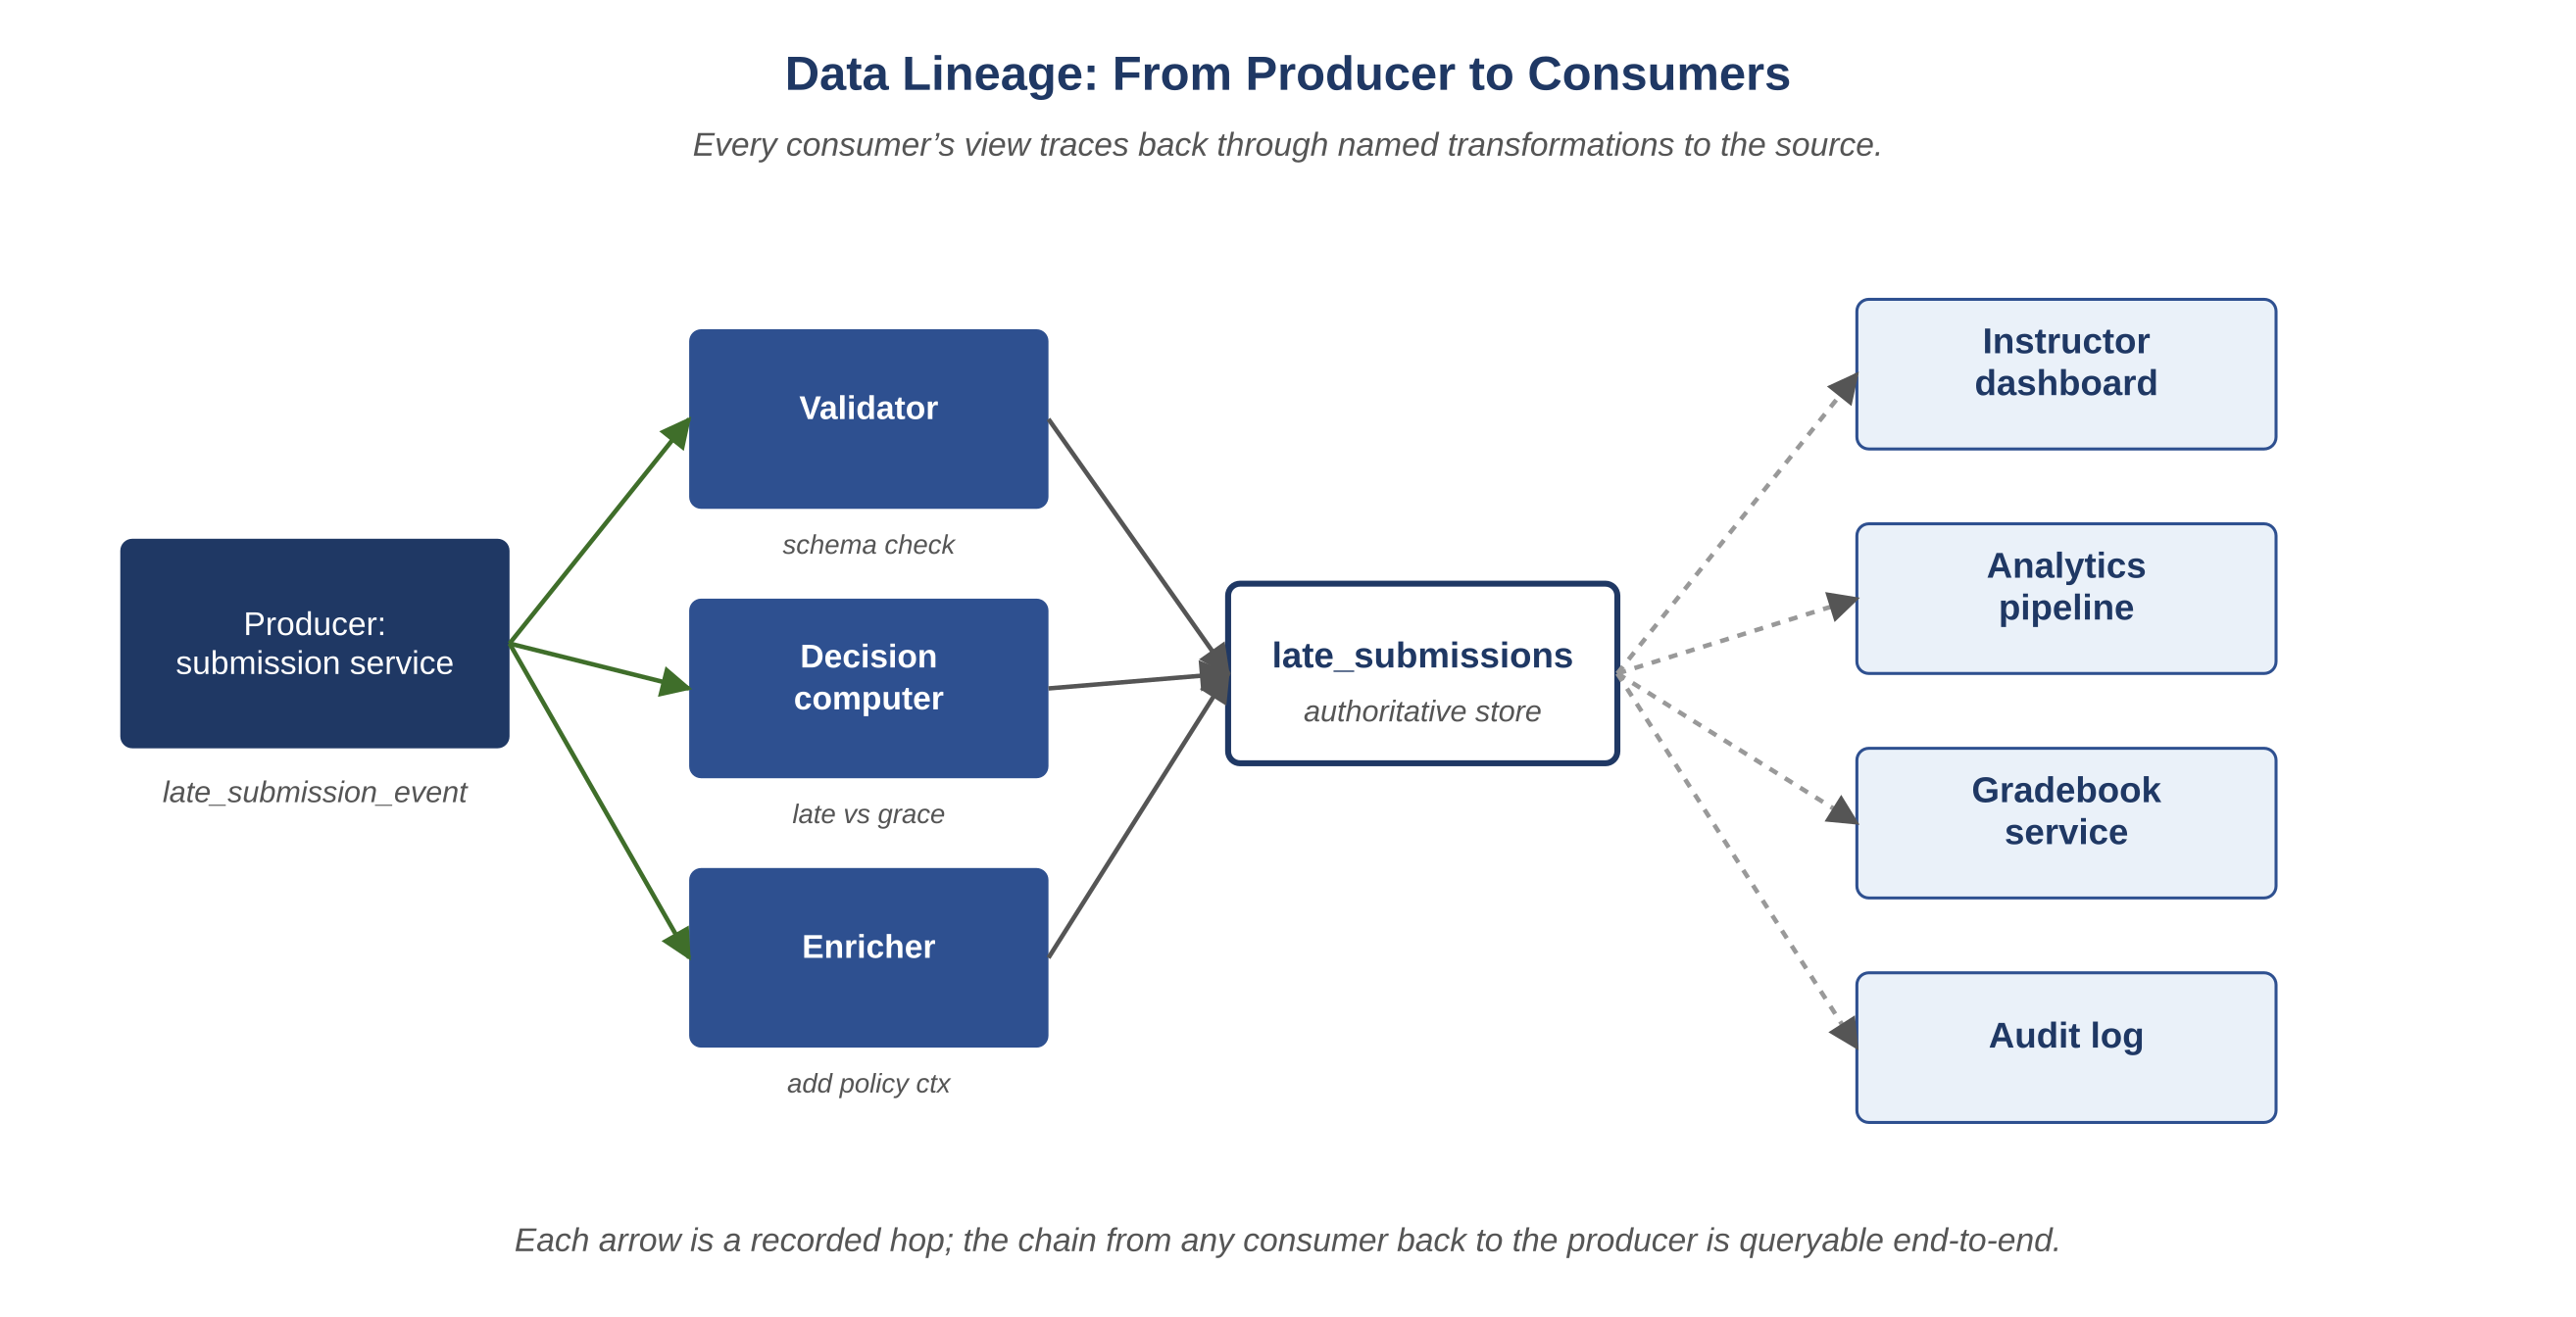 Data Lineage: From Producer to Consumers
Every consumer’s view traces back through named transformations to the source.
Producer:
submission service
late_submission_event
Validator
schema check
Decision
computer
late vs grace
Enricher
add policy ctx
late_submissions
authoritative store
Instructor
dashboard
Analytics
pipeline
Gradebook
service
Audit log
Each arrow is a recorded hop; the chain from any consumer back to the producer is queryable end-to-end.